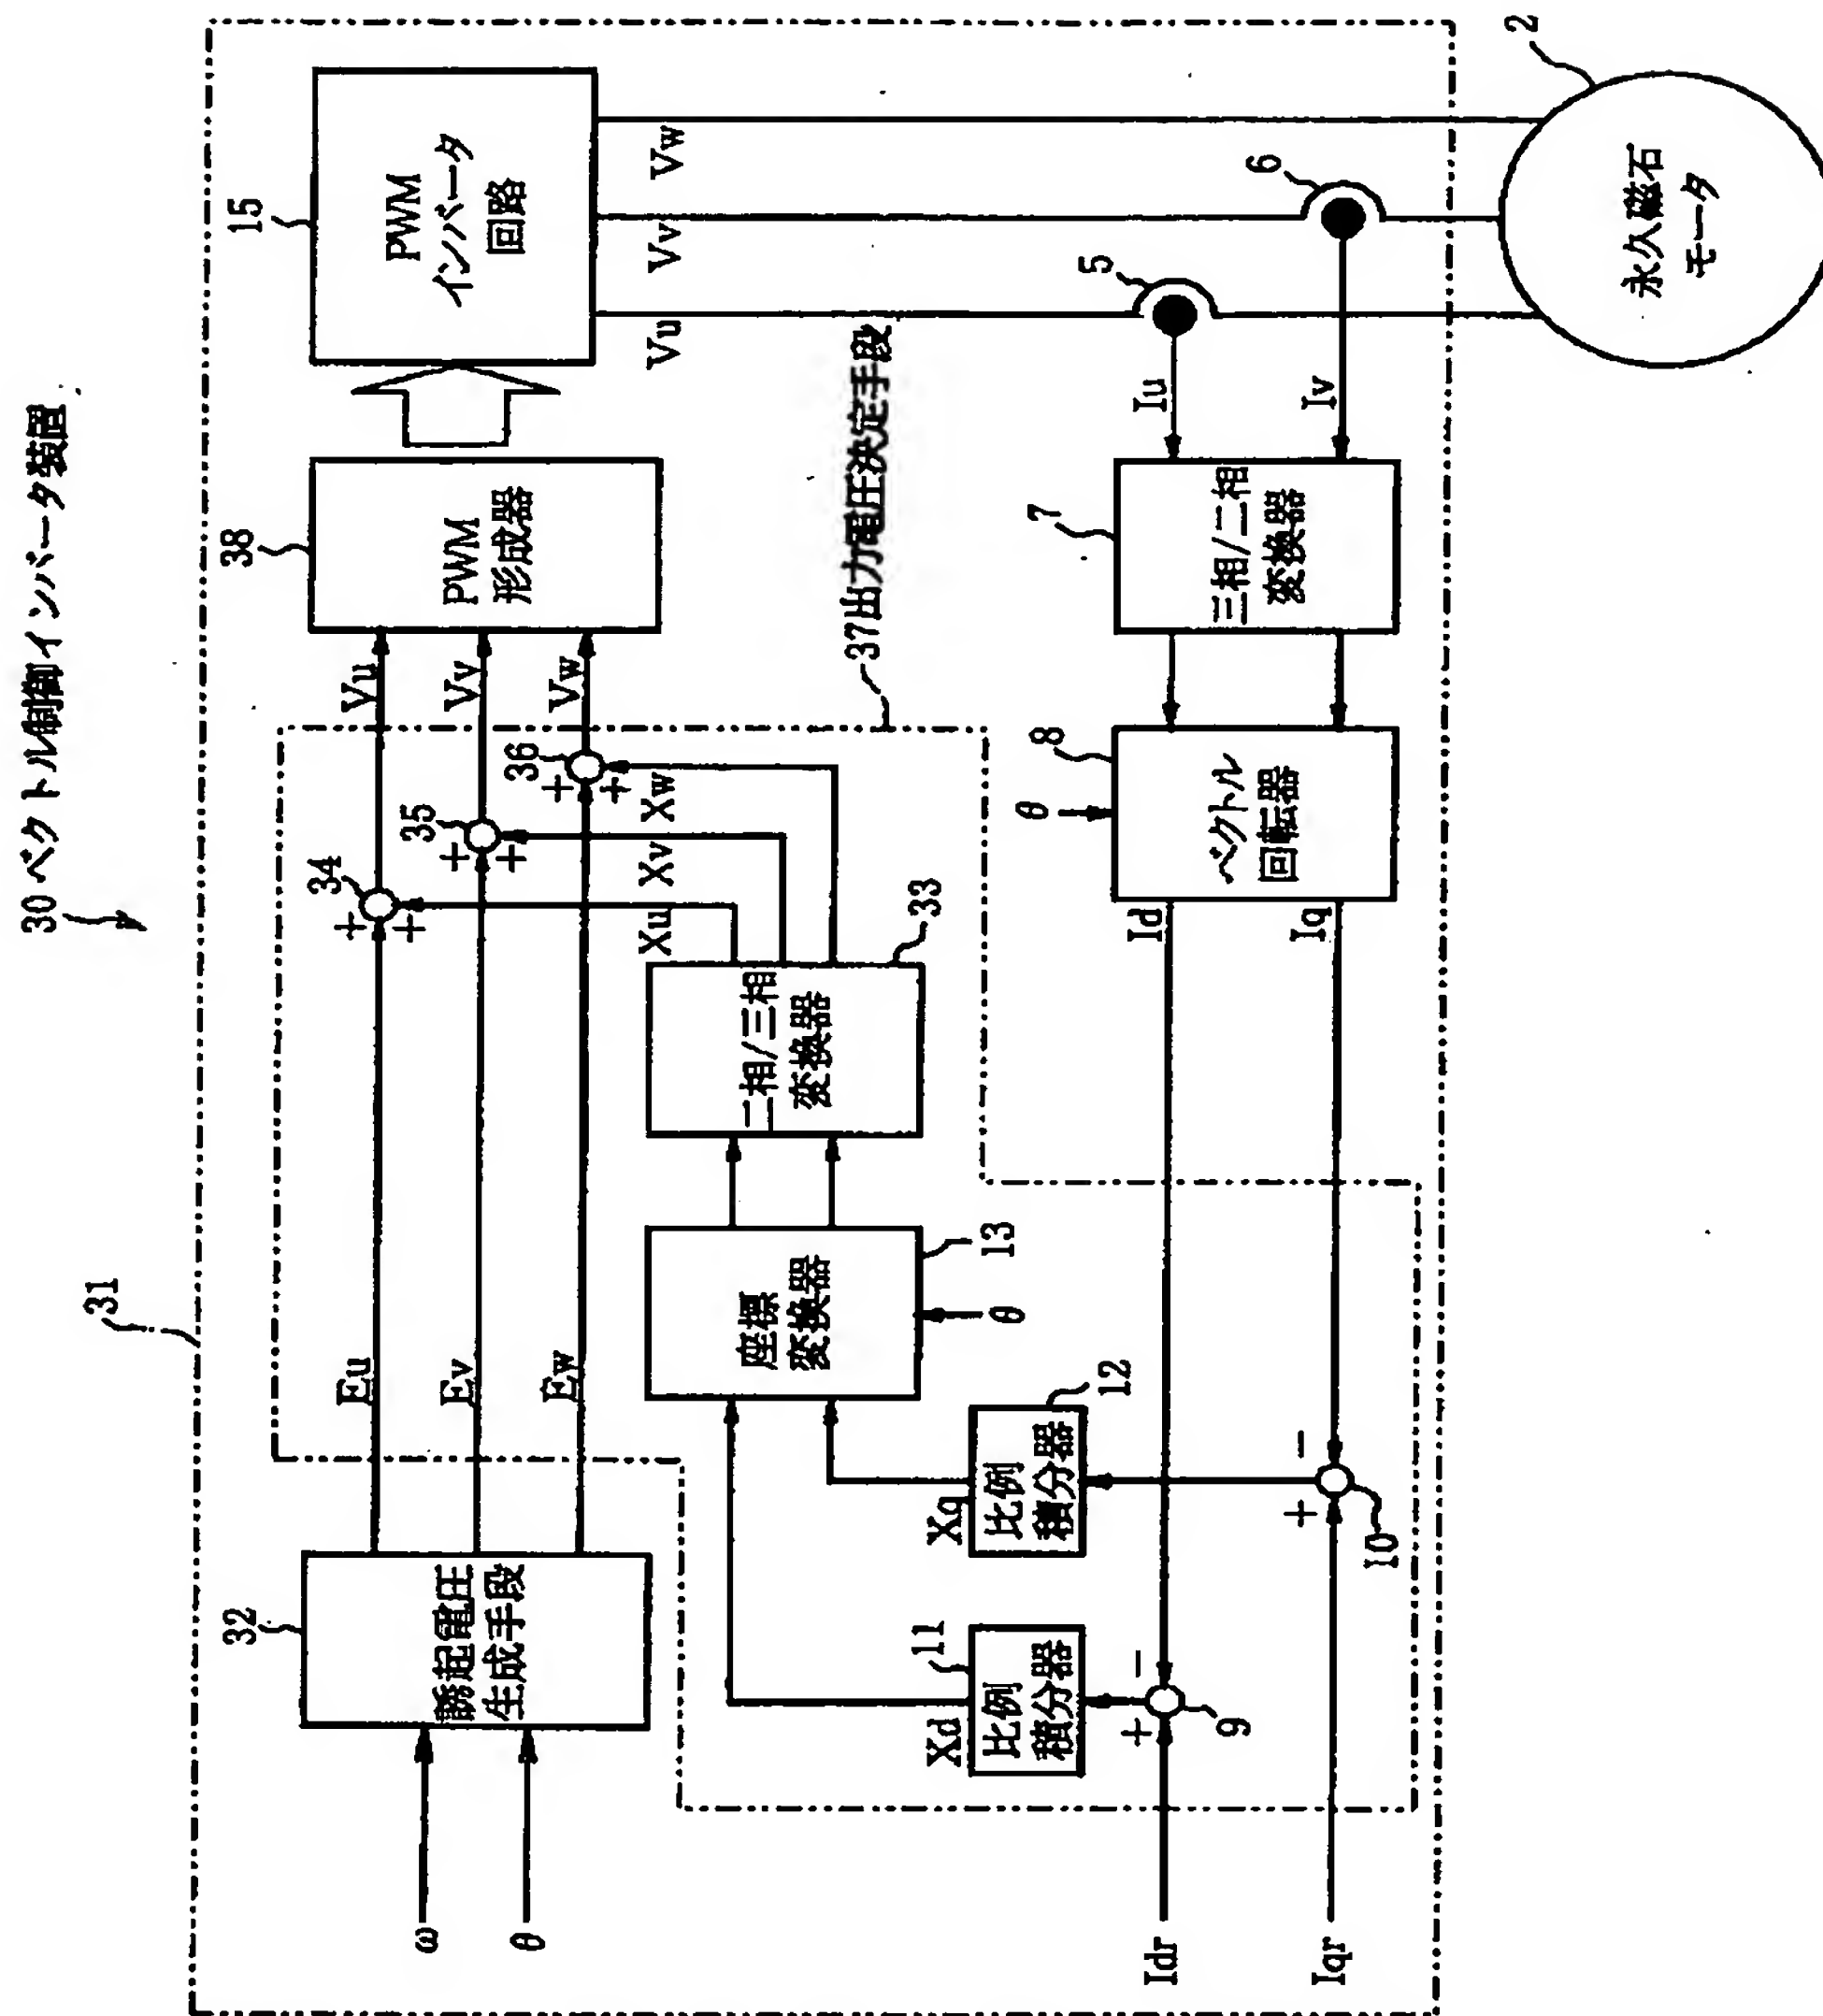 30 ベクトル制御インバータ装置
31
32
誘起電圧
生成手段
ω
θ
Eu
Ev
Ew
34
35
36
+
+
+
+
+
+
Xu
Xv
Xw
Vu
Vv
Vw
38
PWM
形成器
15
PWM
インバータ
回路
Vu
Vv
Vw
37出力電圧決定手段
二相/三相
変換器
33
座標
変換器
13
θ
Xd
比例
積分器
11
Xq
比例
積分器
12
Idr
+
-
9
Iqr
+
-
10
Id
Iq
θ
ベクトル
回転器
8
三相/二相
変換器
7
Iu
Iv
5
6
永久磁石
モータ
2